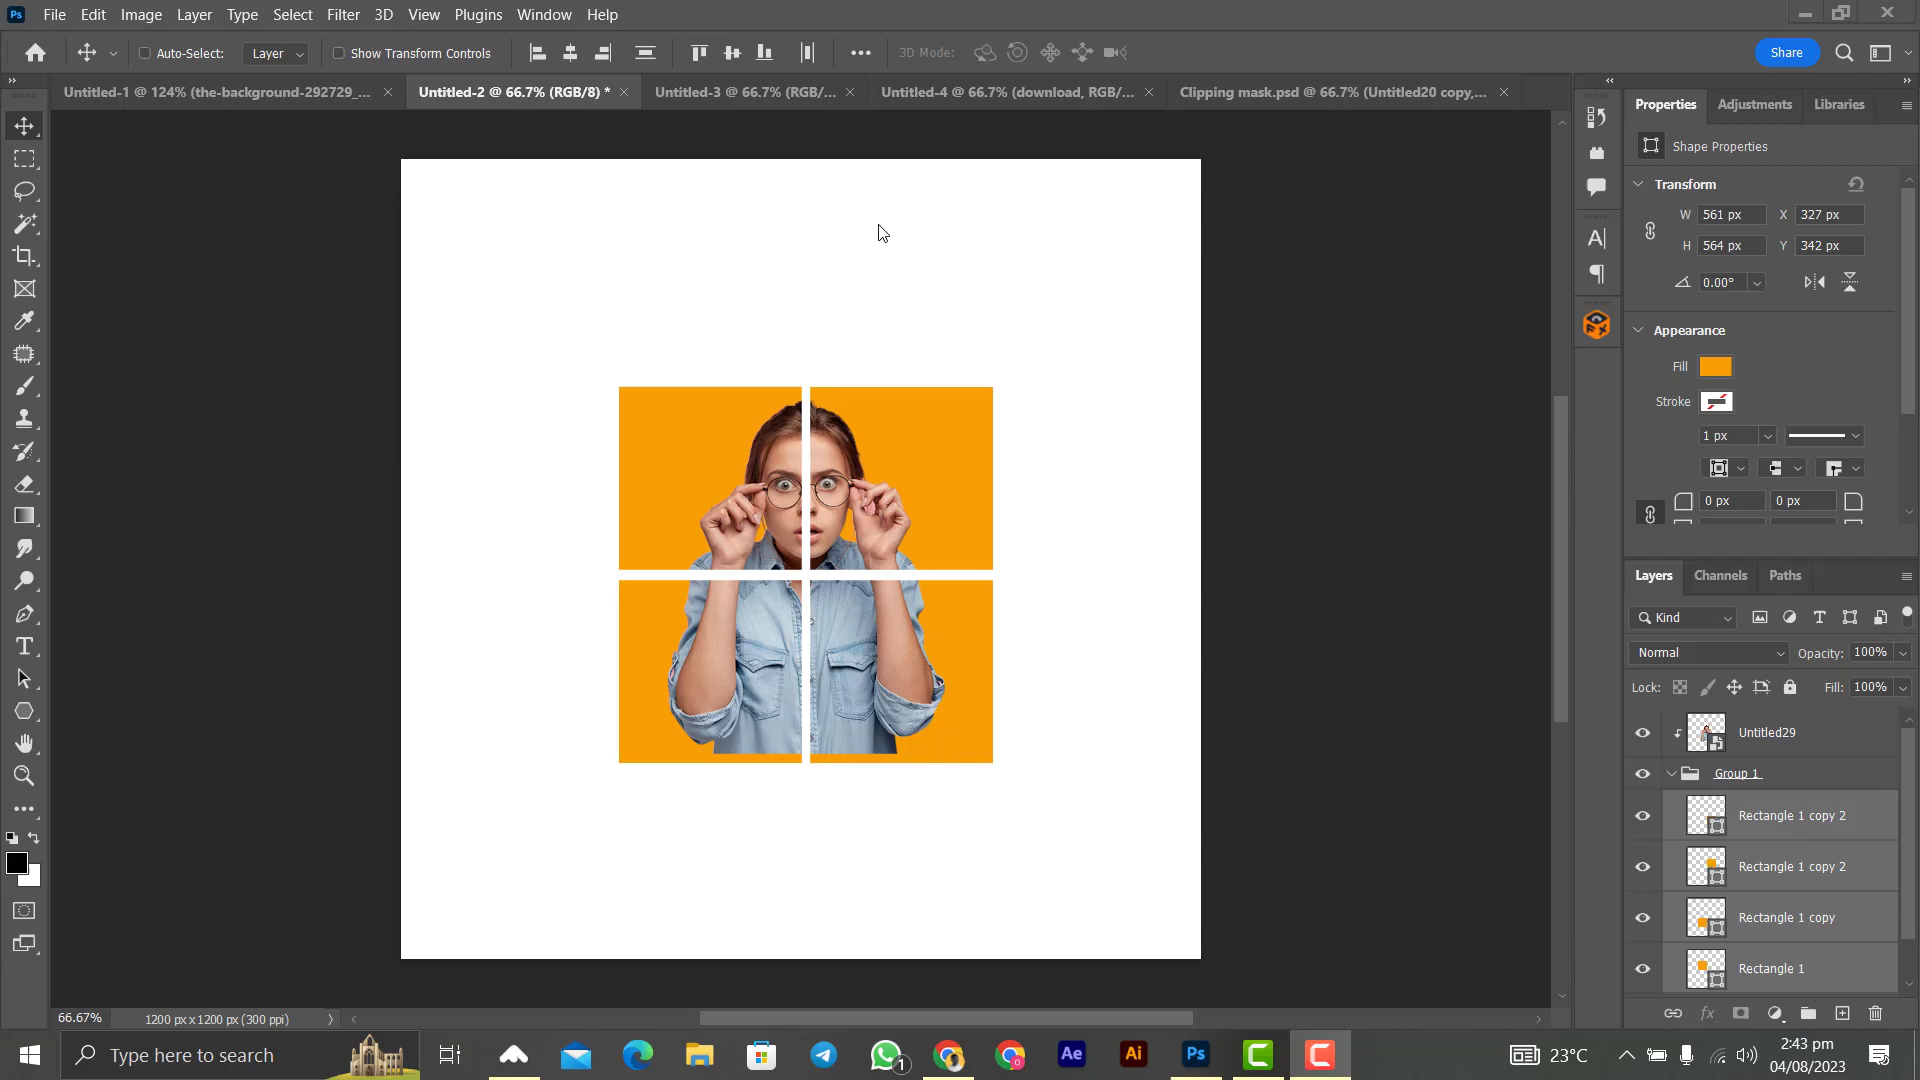 Ps File Edit Image Layer Type Select Filter 3D View Plugins Window Help
Auto-Select: Layer Show Transform Controls 3D Mode: Share
Untitled-1 @ 124% (the-background-292729_... Untitled-2 @ 66.7% (RGB/8) * Untitled-3 @ 66.7% (RGB/... Untitled-4 @ 66.7% (download, RGB/... Clipping mask.psd @ 66.7% (Untitled20 copy,...
Properties Adjustments Libraries
Shape Properties
Transform
W 561 px X 327 px
H 564 px Y 342 px
0.00°
Appearance
Fill
Stroke
1 px
0 px 0 px
Layers Channels Paths
Kind
Normal Opacity: 100%
Lock: Fill: 100%
Untitled29
Group 1
Rectangle 1 copy 2
Rectangle 1 copy 2
Rectangle 1 copy
Rectangle 1
66.67% 1200 px x 1200 px (300 ppi)
Type here to search 1 Ae Ai Ps 23°C
2:43 pm
04/08/2023